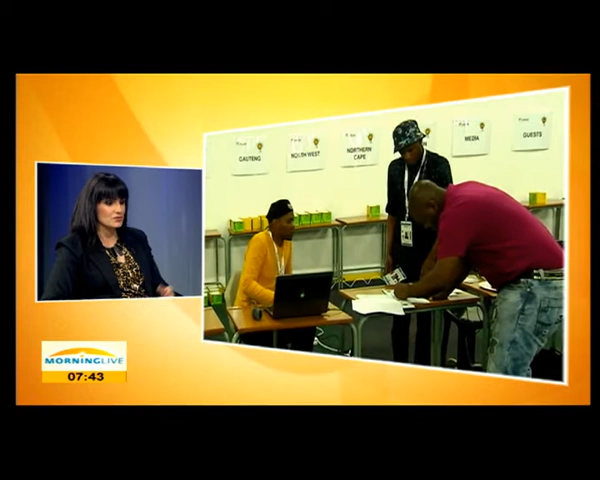 GAUTENG
NORTH WEST
NORTHERN
CAPE
MEDIA
GUESTS
MORNINGLIVE
07:43